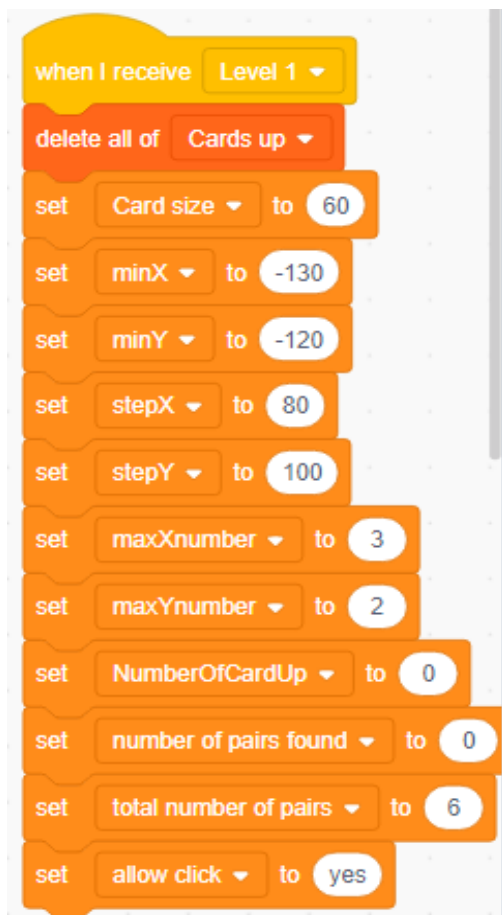 when I receive Level 1
delete all of Cards up
set Card size to 60
set minX to -130
set minY to -120
set stepX to 80
set stepY to 100
set maxXnumber to 3
set maxYnumber to 2
set NumberOfCardUp to 0
set number of pairs found to 0
set total number of pairs to 6
set allow click to yes